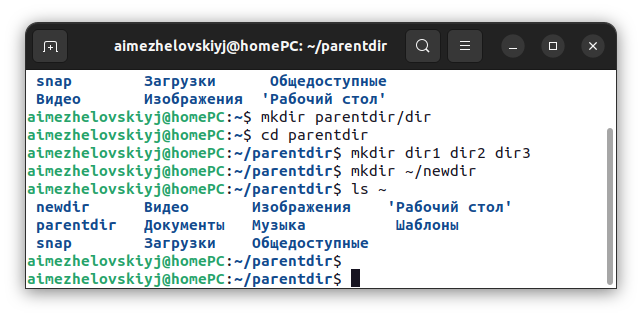 aimezhelovskiyj@homePC: ~/parentdir
snap Загрузки Общедоступные
Видео Изображения 'Рабочий стол'
aimezhelovskiyj@homePC:~$ mkdir parentdir/dir
aimezhelovskiyj@homePC:~$ cd parentdir
aimezhelovskiyj@homePC:~/parentdir$ mkdir dir1 dir2 dir3
aimezhelovskiyj@homePC:~/parentdir$ mkdir ~/newdir
aimezhelovskiyj@homePC:~/parentdir$ ls ~
newdir Видео Изображения 'Рабочий стол'
parentdir Документы Музыка Шаблоны
snap Загрузки Общедоступные
aimezhelovskiyj@homePC:~/parentdir$
aimezhelovskiyj@homePC:~/parentdir$